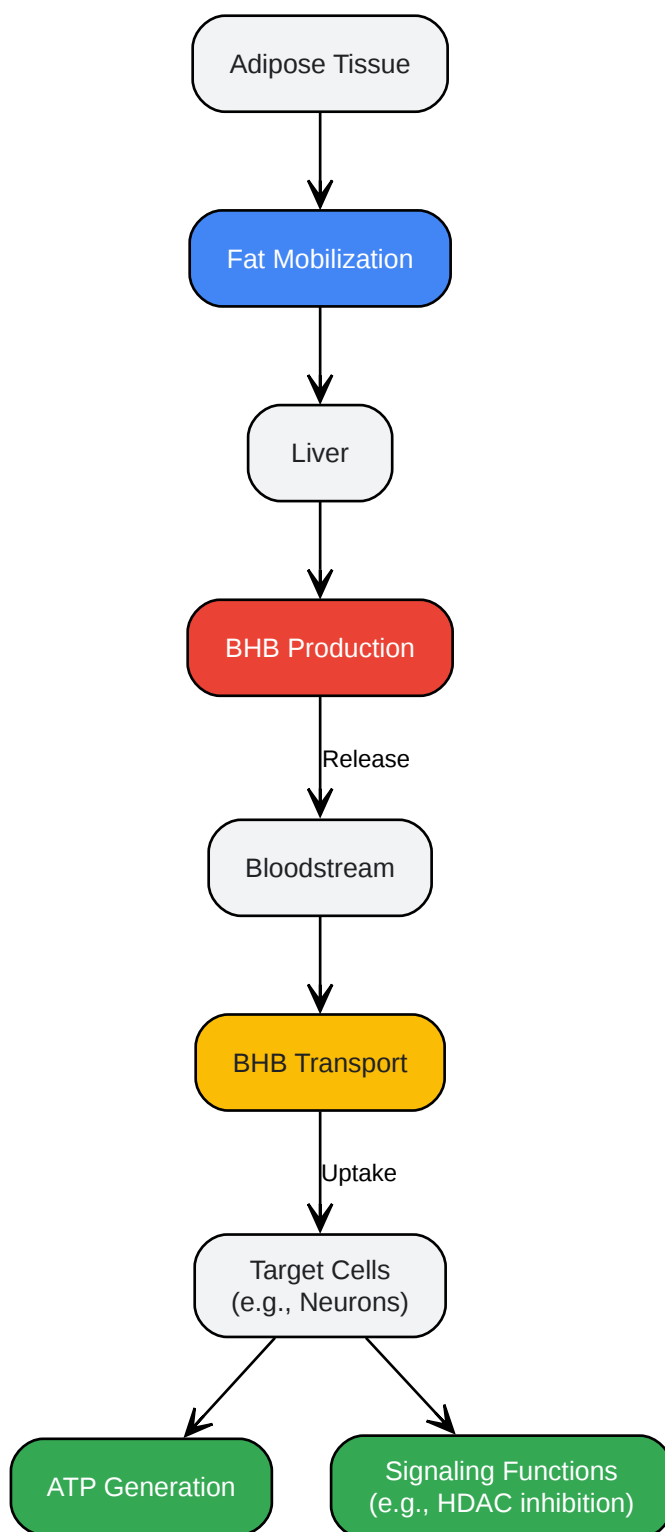 Adipose Tissue
Fat Mobilization
Liver
BHB Production
Release
Bloodstream
BHB Transport
Uptake
Target Cells
(e.g., Neurons)
ATP Generation
Signaling Functions
(e.g., HDAC inhibition)